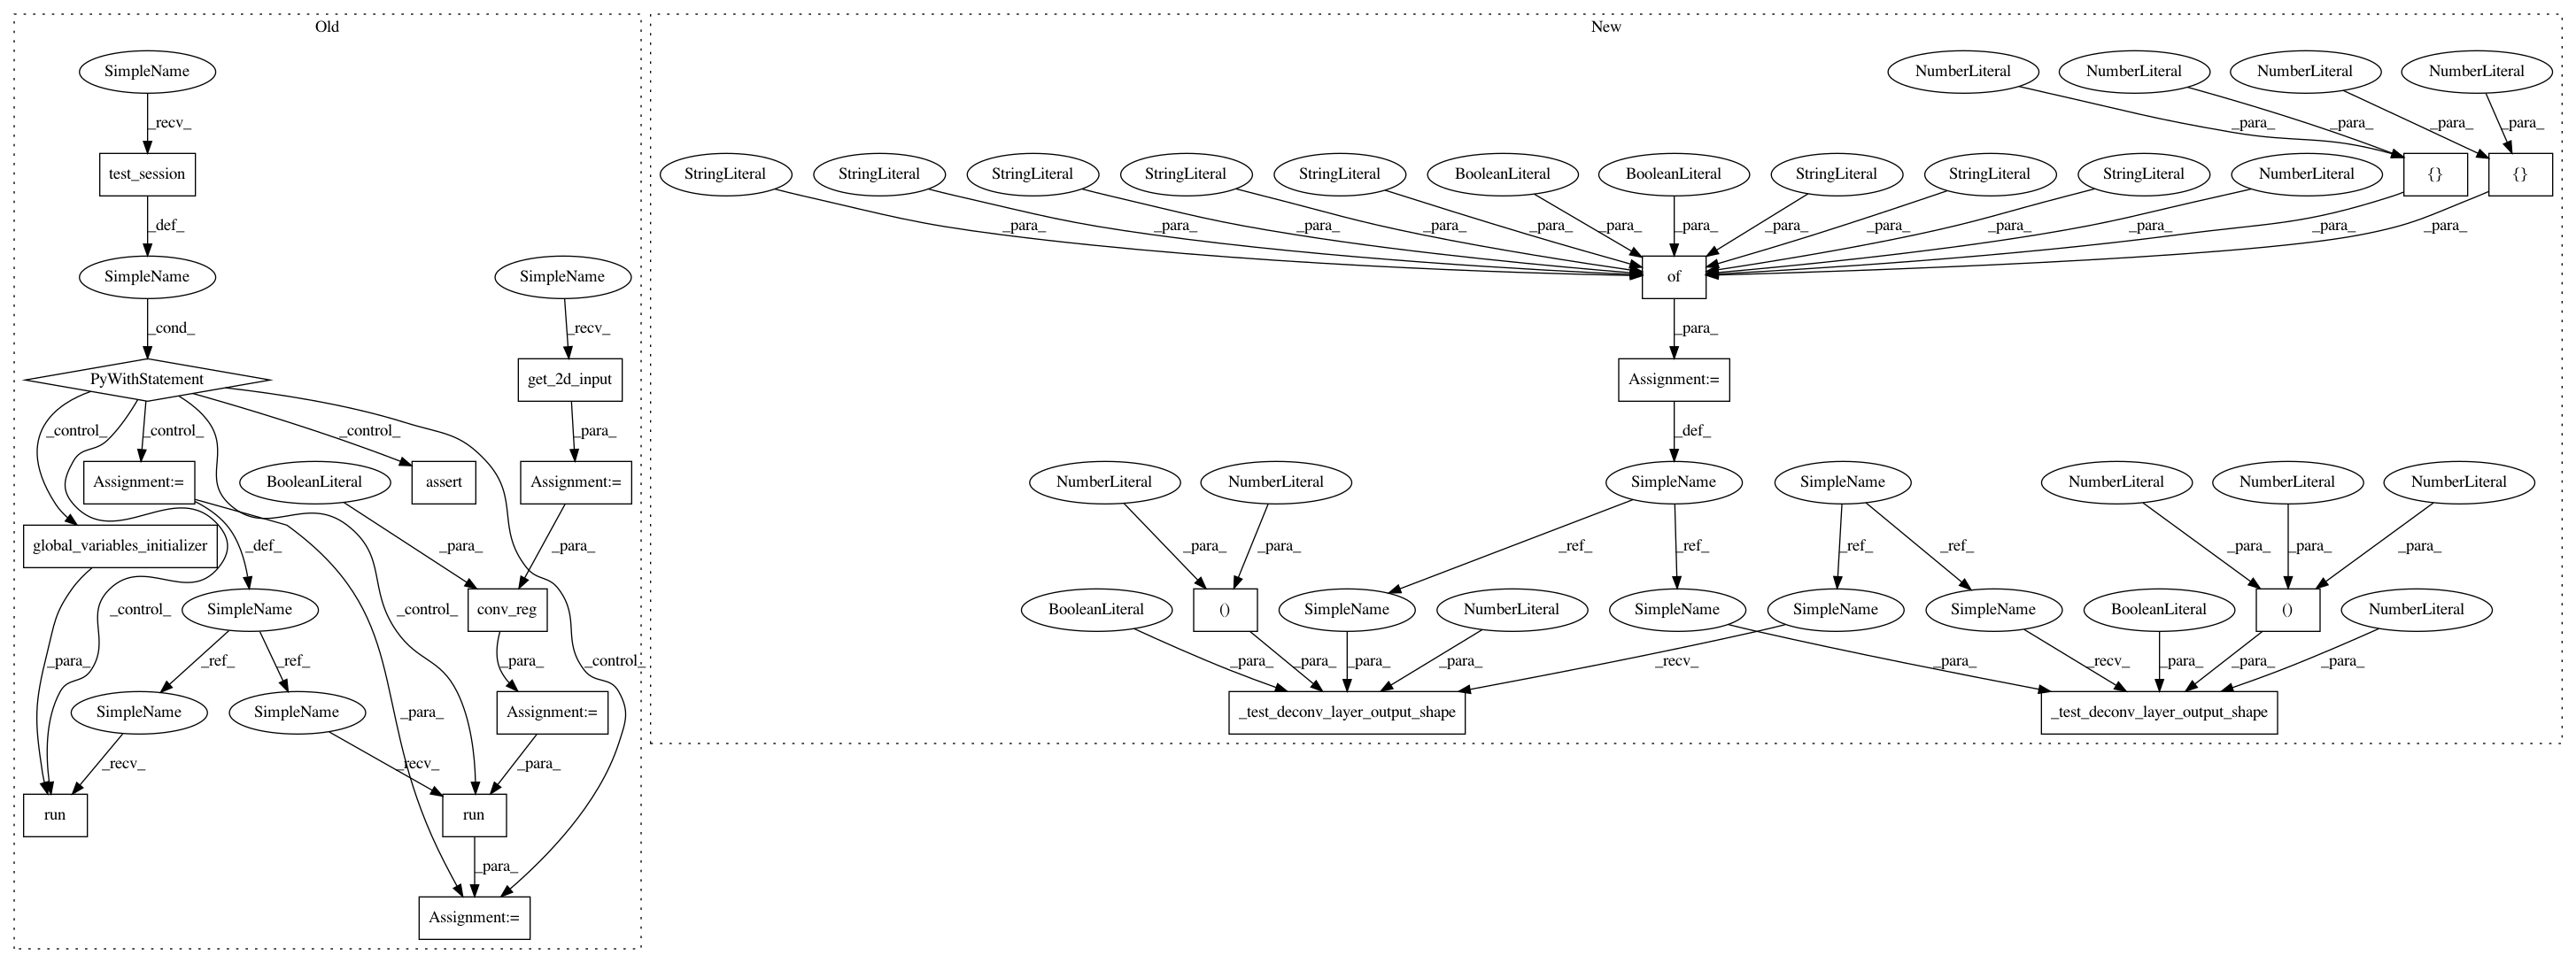 Old New
SimpleName NumberLiteral NumberLiteral NumberLiteral NumberLiteral
_recv_ _para_ _para_ _para_ _para_
test_session StringLiteral StringLiteral StringLiteral StringLiteral StringLiteral BooleanLiteral BooleanLiteral StringLiteral StringLiteral StringLiteral NumberLiteral {} {}
_def_ _para_ _para_ _para_ _para_ _para_ _para_ _para_ _para_ _para_ _para_ _para_ _para_ _para_
SimpleName SimpleName of
_cond_ _recv_ _para_
PyWithStatement get_2d_input Assignment:=
_control_ _control_ _control_ _para_ _def_
Assignment:= BooleanLiteral assert Assignment:= NumberLiteral NumberLiteral SimpleName SimpleName NumberLiteral NumberLiteral NumberLiteral
global_variables_initializer _def_ _para_ _para_ _para_ _para_ _ref_ _ref_ _ref_ _ref_ _para_ _para_ _para_
_control_ SimpleName _control_ conv_reg BooleanLiteral () SimpleName NumberLiteral SimpleName SimpleName SimpleName BooleanLiteral () NumberLiteral
_para_ _ref_ _ref_ _para_ _control_ _para_ _para_ _para_ _para_ _recv_ _para_ _recv_ _para_ _para_ _para_
SimpleName SimpleName _para_ Assignment:= _test_deconv_layer_output_shape _test_deconv_layer_output_shape
_recv_ _recv_ _para_
run run
_para_
Assignment:=